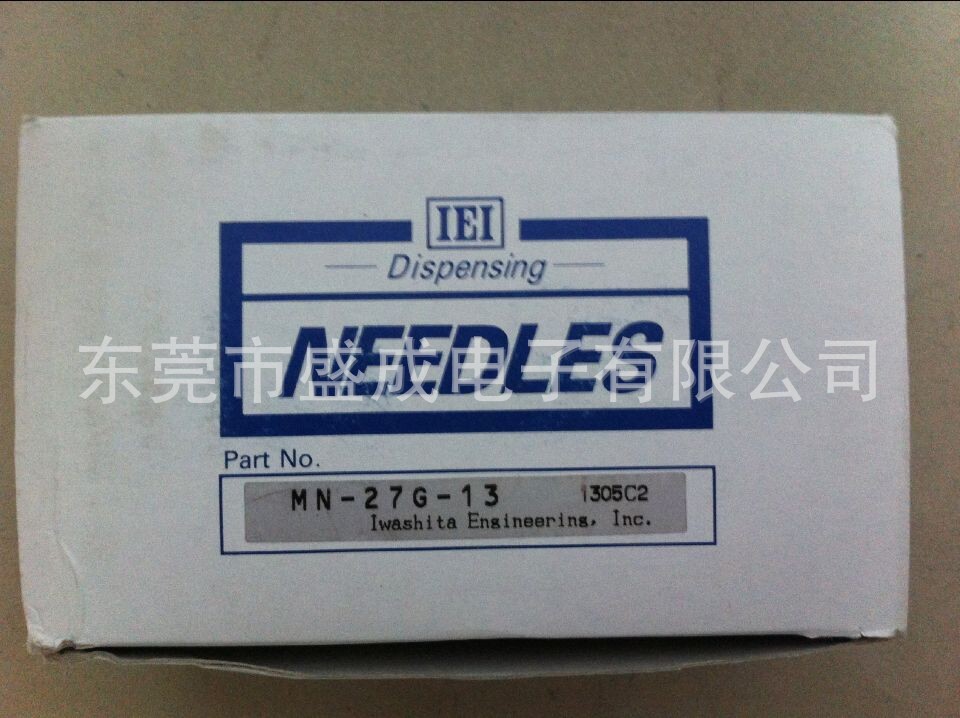 IEI
Dispensing
NEEDLES
东莞市盛成电子有限公司
Part No.
MN-27G-13 1305C2
Iwashita Engineering, Inc.